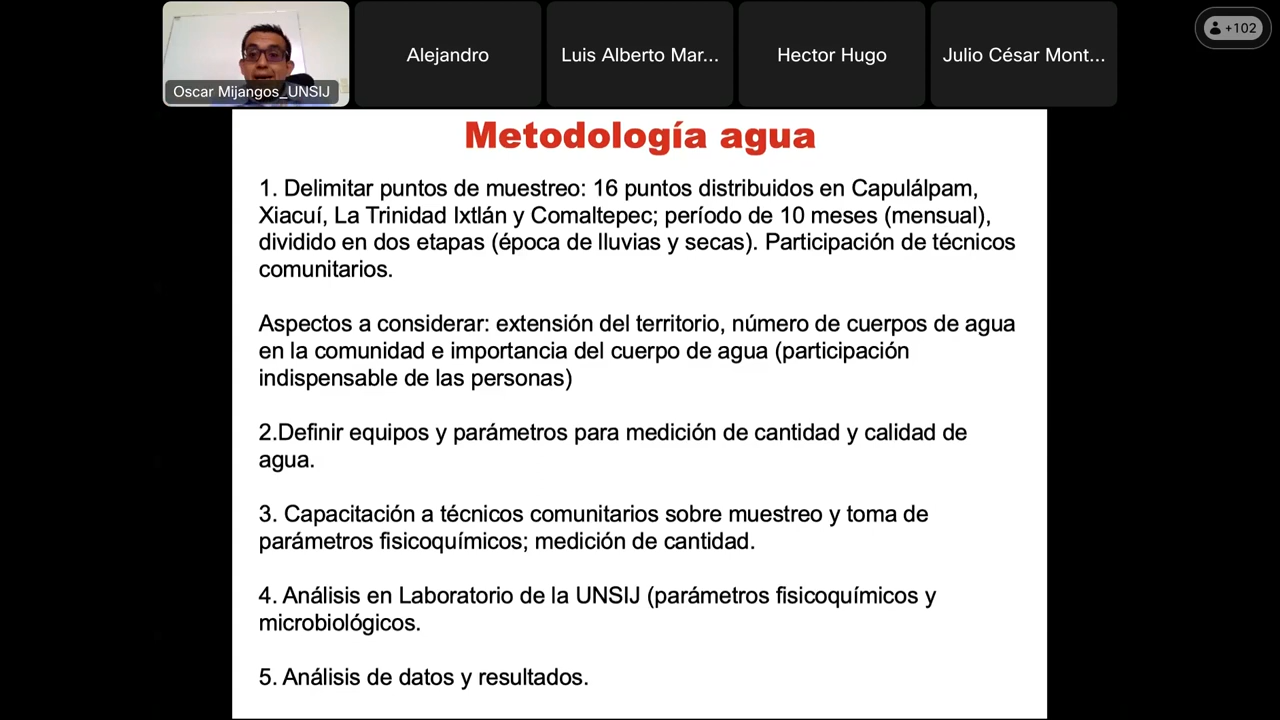 Oscar Mijangos_UNSIJ
Alejandro
Luis Alberto Mar...
Hector Hugo
Julio César Mont...
+102
Metodología agua
1. Delimitar puntos de muestreo: 16 puntos distribuidos en Capulálpam,
Xiacuí, La Trinidad Ixtlán y Comaltepec; período de 10 meses (mensual),
dividido en dos etapas (época de lluvias y secas). Participación de técnicos
comunitarios.
Aspectos a considerar: extensión del territorio, número de cuerpos de agua
en la comunidad e importancia del cuerpo de agua (participación
indispensable de las personas)
2.Definir equipos y parámetros para medición de cantidad y calidad de
agua.
3. Capacitación a técnicos comunitarios sobre muestreo y toma de
parámetros fisicoquímicos; medición de cantidad.
4. Análisis en Laboratorio de la UNSIJ (parámetros fisicoquímicos y
microbiológicos.
5. Análisis de datos y resultados.